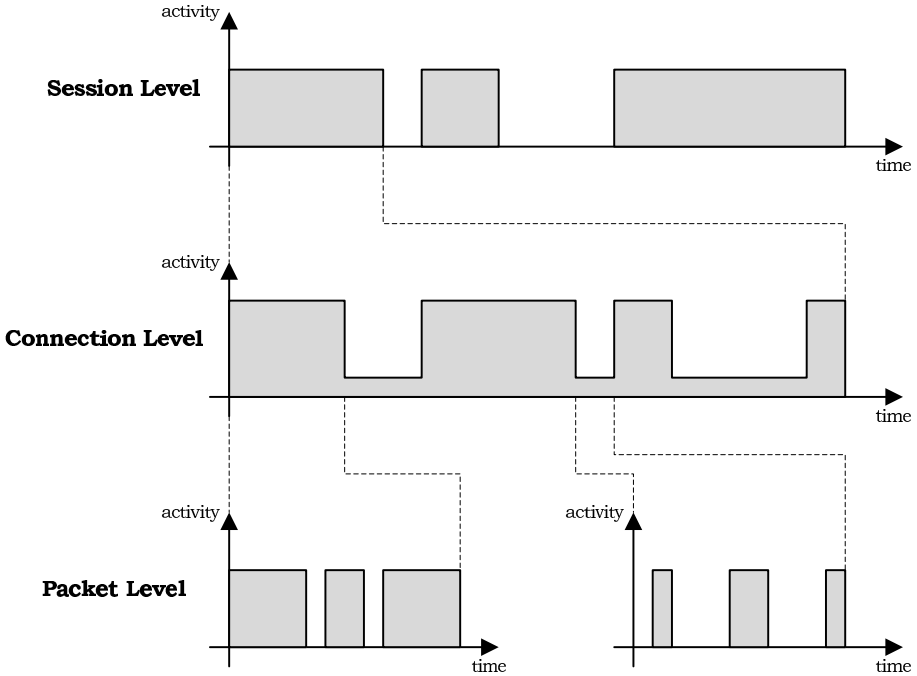 activity
Session Level
time
activity
Connection Level
time
activity
activity
Packet Level
time
time